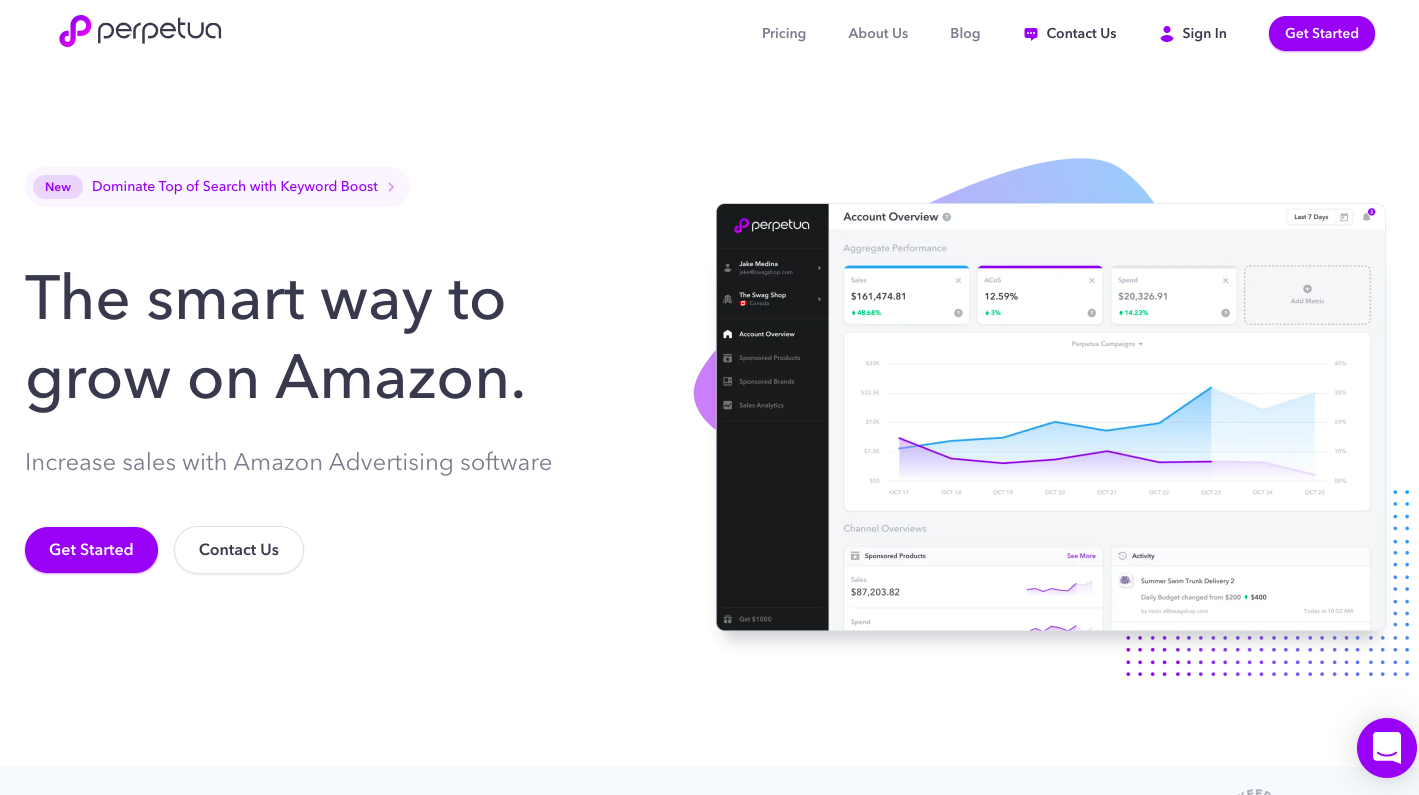 perpetua
Pricing
About Us
Blog
Contact Us
Sign In
Get Started
New
Dominate Top of Search with Keyword Boost
The smart way to
grow on Amazon.
Increase sales with Amazon Advertising software
Get Started
Contact Us
perpetua
Jake Medina
jake@swagshop.com
The Swag Shop
Canada
Account Overview
Sponsored Products
Sponsored Brands
Sales Analytics
Get $1000
Account Overview
Last 7 Days
3
Aggregate Performance
Sales
$161,474.81
48.68%
ACoS
12.59%
3%
Spend
$20,326.91
14.23%
Add Metric
Perpetua Campaigns
$30K
$22.5K
$15K
$7.5K
$00
40%
30%
20%
10%
00%
OCT 17
OCT 18
OCT 19
OCT 20
OCT 21
OCT 22
OCT 23
OCT 24
OCT 25
Channel Overviews
Sponsored Products
See More
Sales
$87,203.82
Spend
Activity
Summer Swim Trunk Delivery 2
Daily Budget changed from $200 $400
Today at 10:52 AM